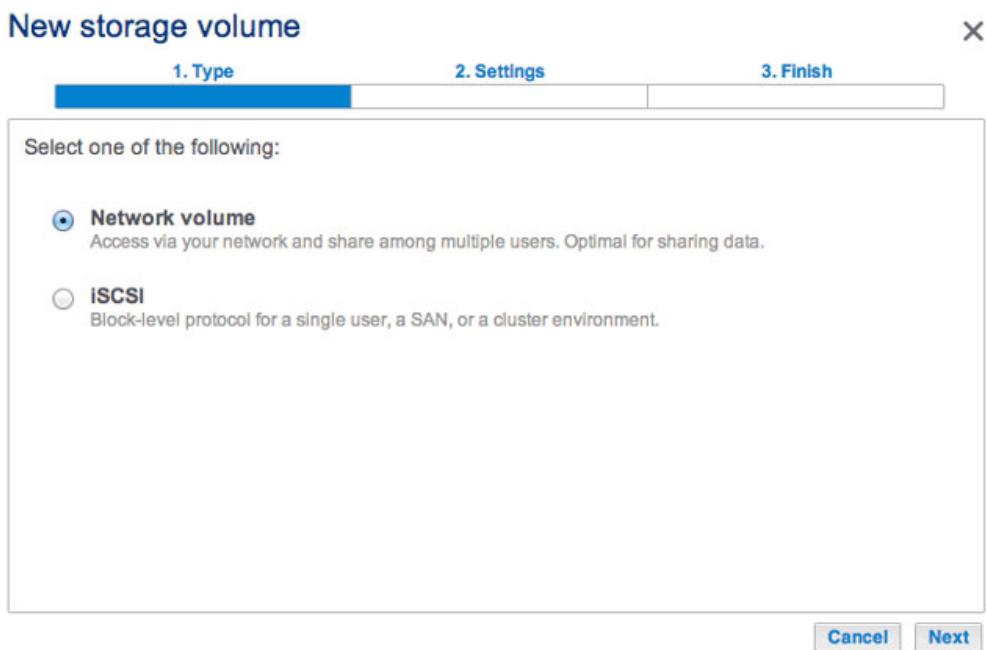 New storage volume
1. Type 2. Settings 3. Finish
Select one of the following:
Network volume
Access via your network and share among multiple users. Optimal for sharing data.
iSCSI
Block-level protocol for a single user, a SAN, or a cluster environment.
Cancel Next